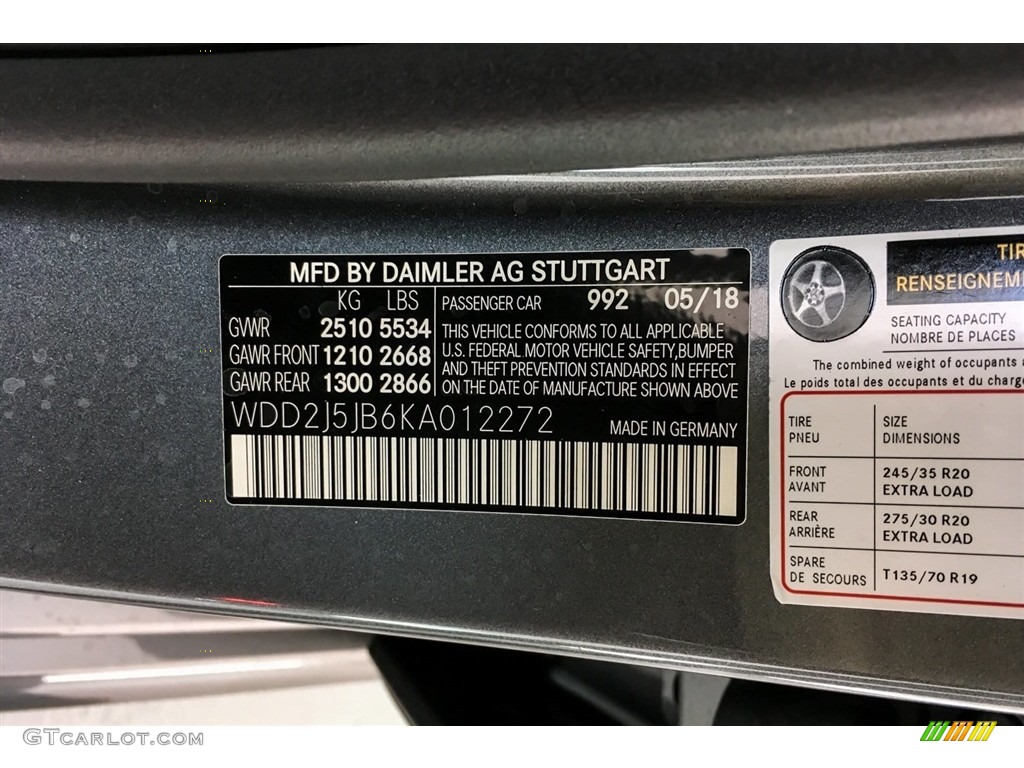 MFD BY DAIMLER AG STUTTGART
KG LBS
GVWR 2510 5534
GAWR FRONT 1210 2668
GAWR REAR 1300 2866
PASSENGER CAR 992 05/18
THIS VEHICLE CONFORMS TO ALL APPLICABLE
U.S. FEDERAL MOTOR VEHICLE SAFETY,BUMPER
AND THEFT PREVENTION STANDARDS IN EFFECT
ON THE DATE OF MANUFACTURE SHOWN ABOVE
WDD2J5JB6KA012272
MADE IN GERMANY
TIR
RENSEIGNEM
SEATING CAPACITY
NOMBRE DE PLACES
The combined weight of occupants
Le poids total des occupants et du charge
TIRE
PNEU
SIZE
DIMENSIONS
FRONT
AVANT
245/35 R20
EXTRA LOAD
REAR
ARRIÈRE
275/30 R20
EXTRA LOAD
SPARE
DE SECOURS
T135/70 R19
GTCARLOT.COM